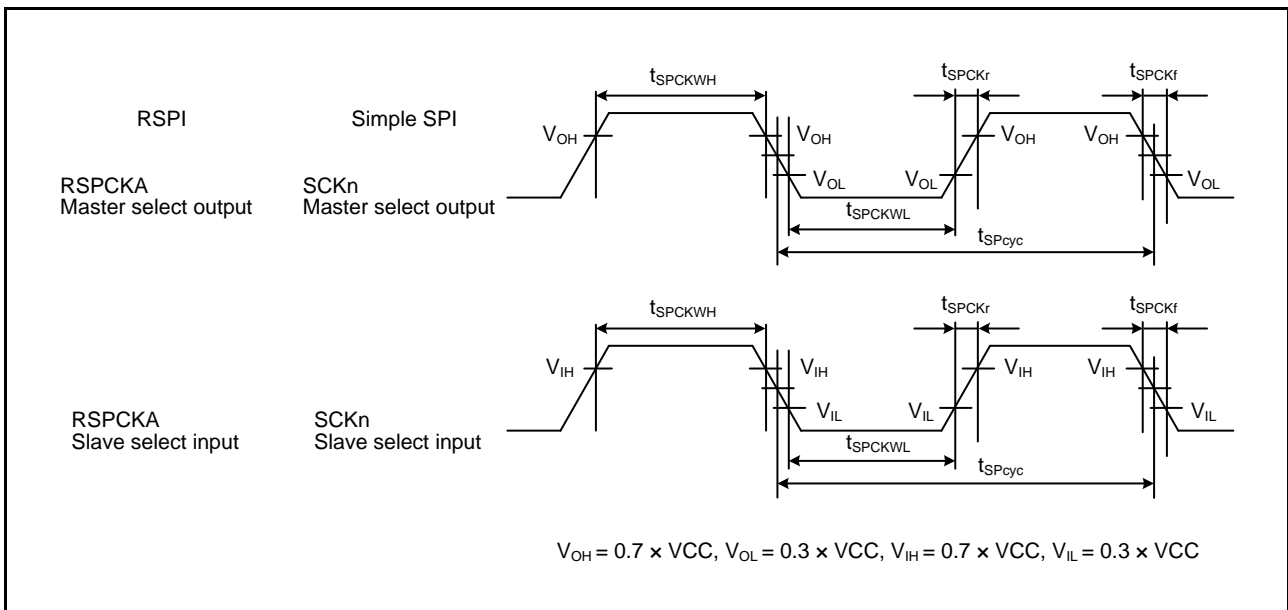 tSPCKWH
tSPCKr
tSPCKf
RSPI
Simple SPI
VOH
VOH
VOH
VOH
RSPCKA
Master select output
SCKn
Master select output
VOL
VOL
VOL
tSPCKWL
tSPcyc
tSPCKWH
tSPCKr
tSPCKf
VIH
VIH
VIH
VIH
RSPCKA
Slave select input
SCKn
Slave select input
VIL
VIL
VIL
tSPCKWL
tSPcyc
VOH = 0.7 × VCC, VOL = 0.3 × VCC, VIH = 0.7 × VCC, VIL = 0.3 × VCC